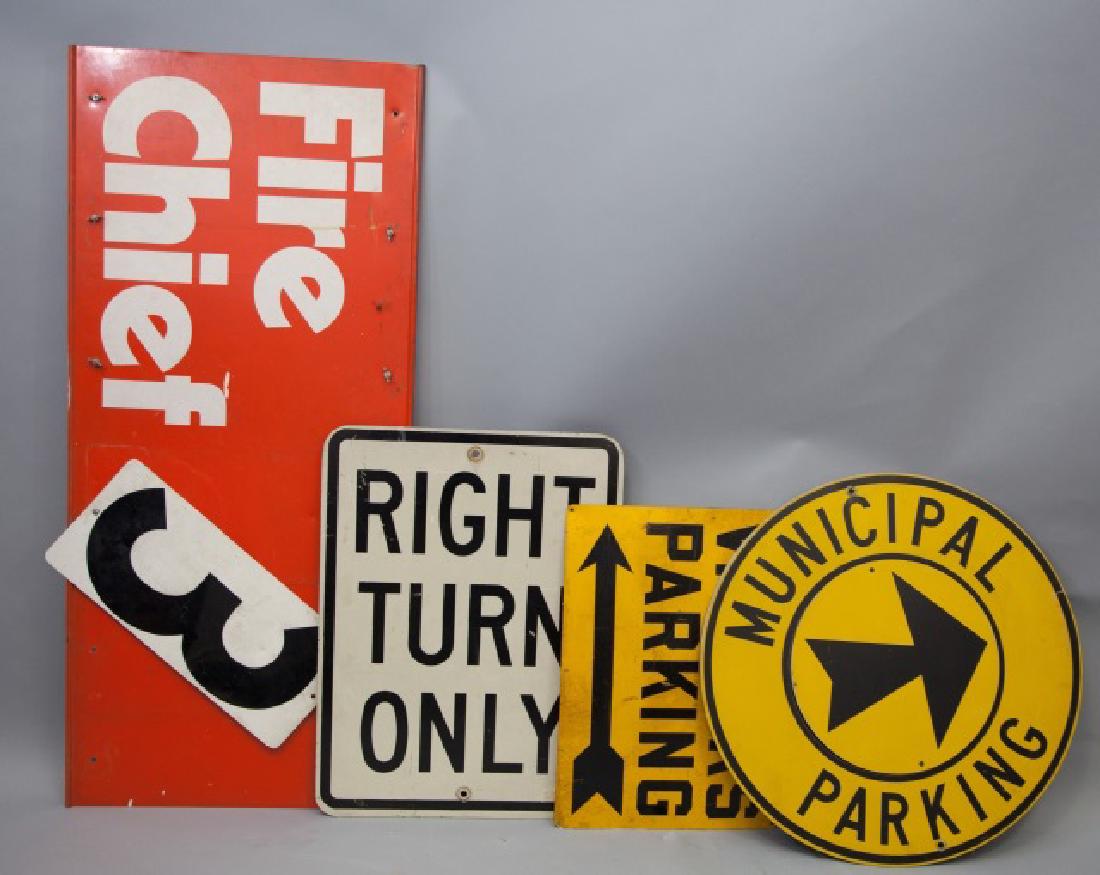 Fire
Chief
3
RIGHT
TURN
ONLY
PARKING
MUNICIPAL
PARKING